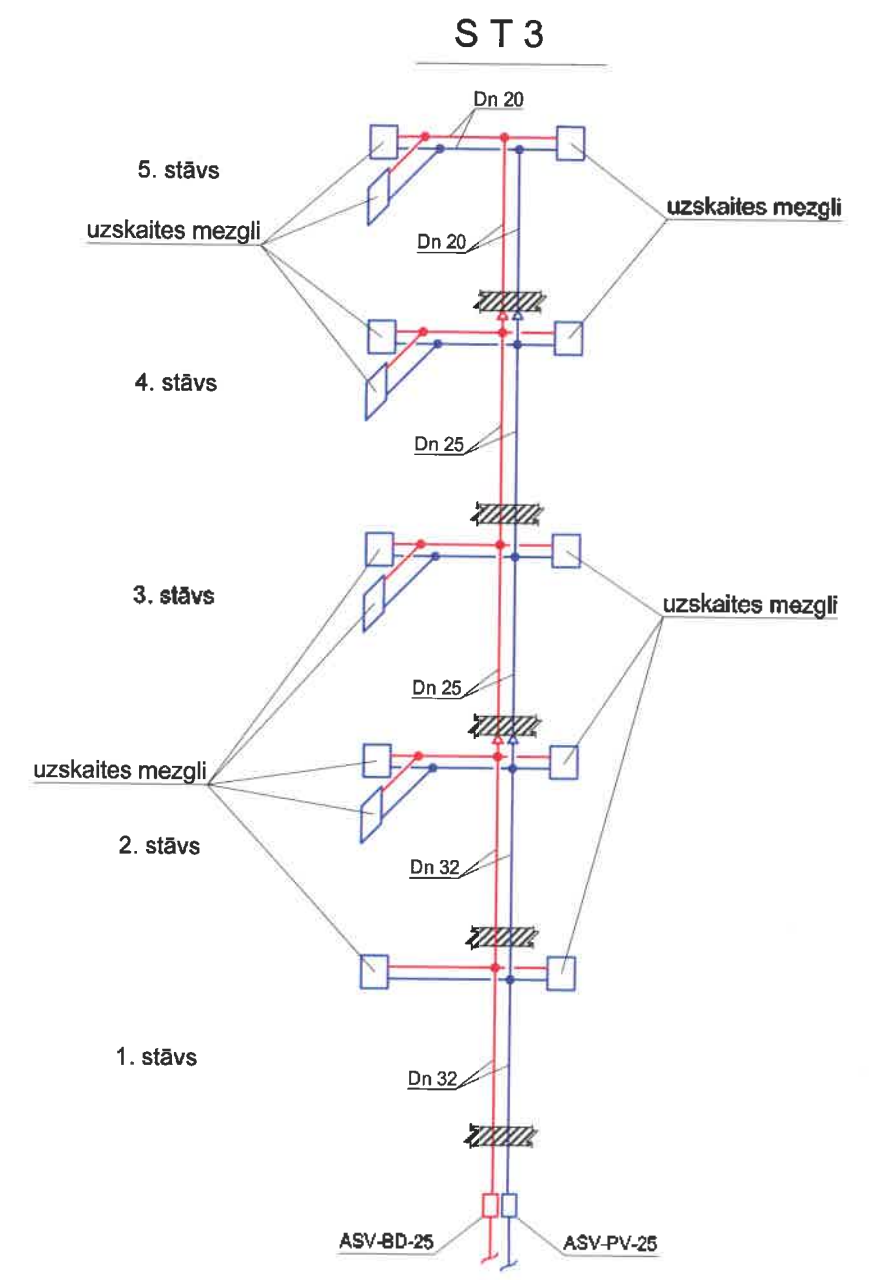 ST3
Dn 20
5. stāvs
uzskaites mezgli
uzskaites mezgli
Dn 20
4. stāvs
Dn 25
3. stāvs
uzskaites mezgli
Dn 25
uzskaites mezgli
2. stāvs
Dn 32
1. stāvs
Dn 32
ASV-BD-25
ASV-PV-25